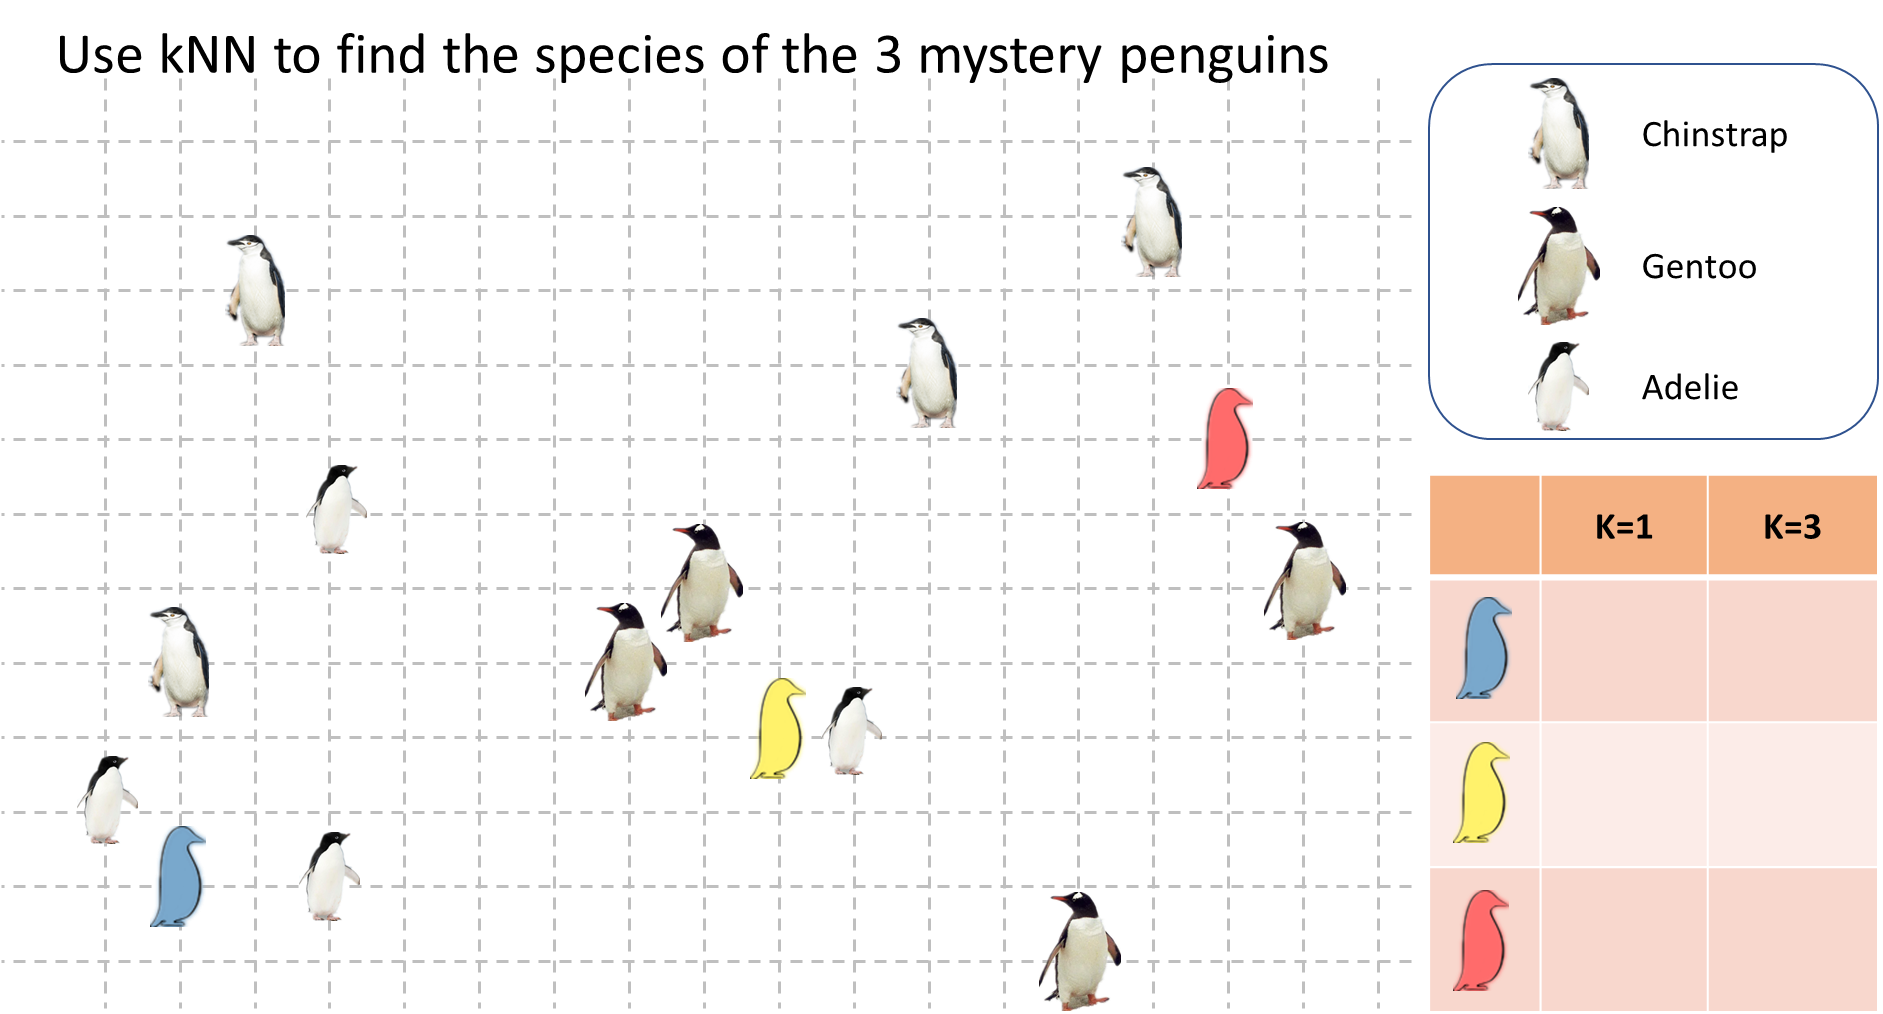 Use kNN to find the species of the 3 mystery penguins
Chinstrap
Gentoo
Adelie
K=1 K=3